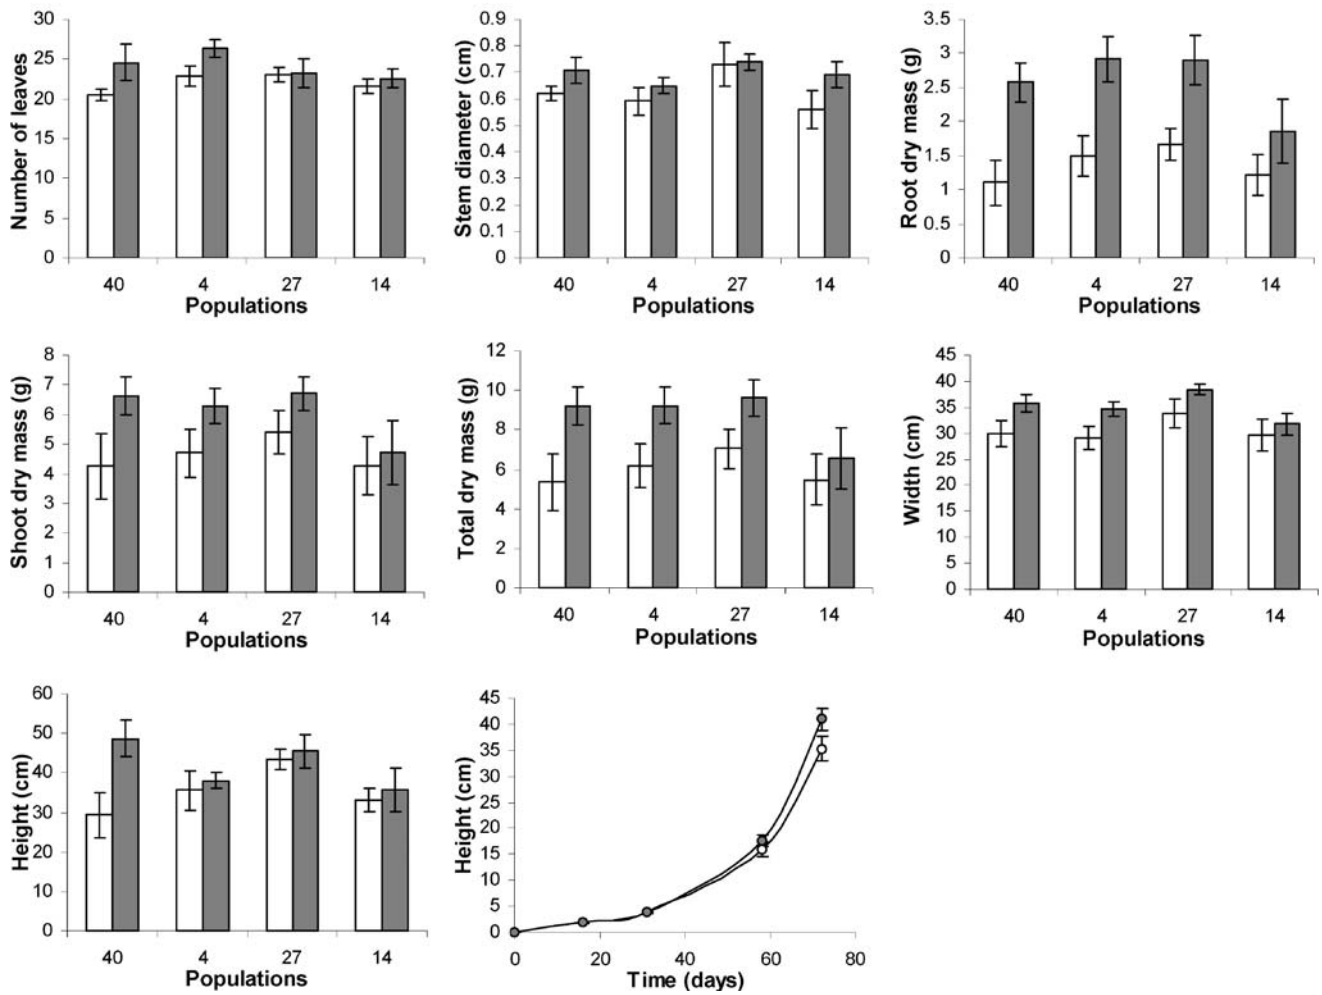 Number of leaves
30
25
20
15
10
5
0
40 4 27 14
Populations
Stem diameter (cm)
0.9
0.8
0.7
0.6
0.5
0.4
0.3
0.2
0.1
0
40 4 27 14
Populations
Root dry mass (g)
3.5
3
2.5
2
1.5
1
0.5
0
40 4 27 14
Populations
Shoot dry mass (g)
8
7
6
5
4
3
2
1
0
40 4 27 14
Populations
Total dry mass (g)
12
10
8
6
4
2
0
40 4 27 14
Populations
Width (cm)
45
40
35
30
25
20
15
10
5
0
40 4 27 14
Populations
Height (cm)
60
50
40
30
20
10
0
40 4 27 14
Populations
Height (cm)
45
40
35
30
25
20
15
10
5
0
0 20 40 60 80
Time (days)